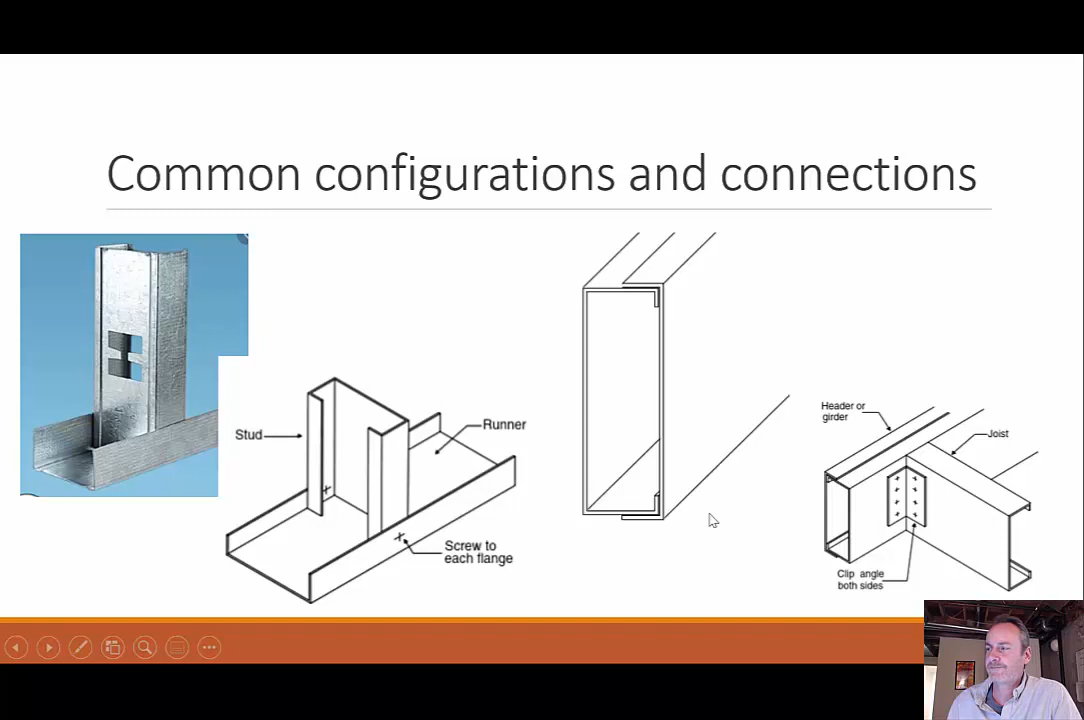 Common configurations and connections
Stud
Runner
Screw to
each flange
Header or
girder
Joist
Clip angle
both sides